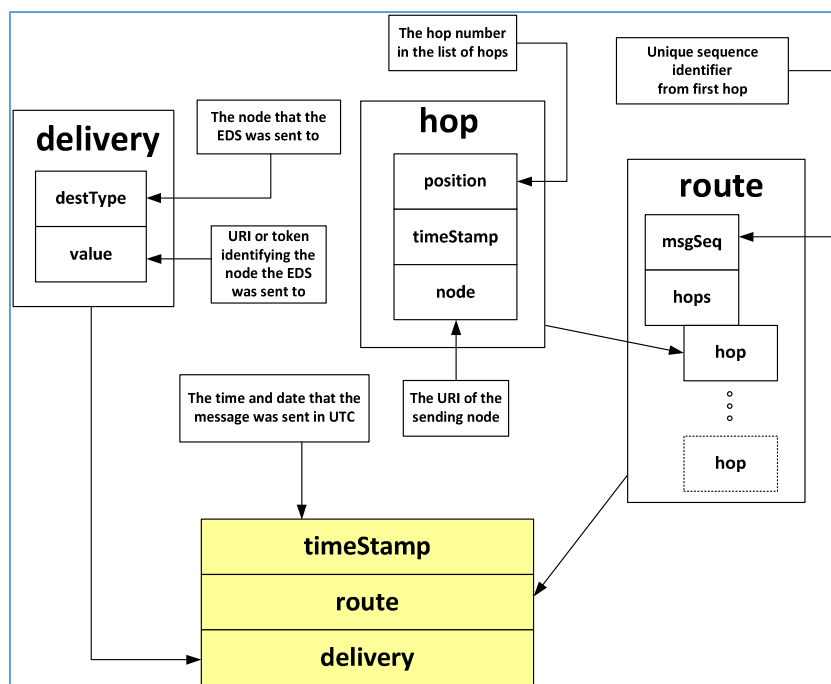 The hop number
in the list of hops
Unique sequence
identifier
from first hop
The node that the
EDS was sent to
delivery
destType
value
URI or token
identifying the
node the EDS
was sent to
hop
position
timeStamp
node
route
msgSeq
hops
hop
hop
The time and date that the
message was sent in UTC
The URI of the
sending node
timeStamp
route
delivery